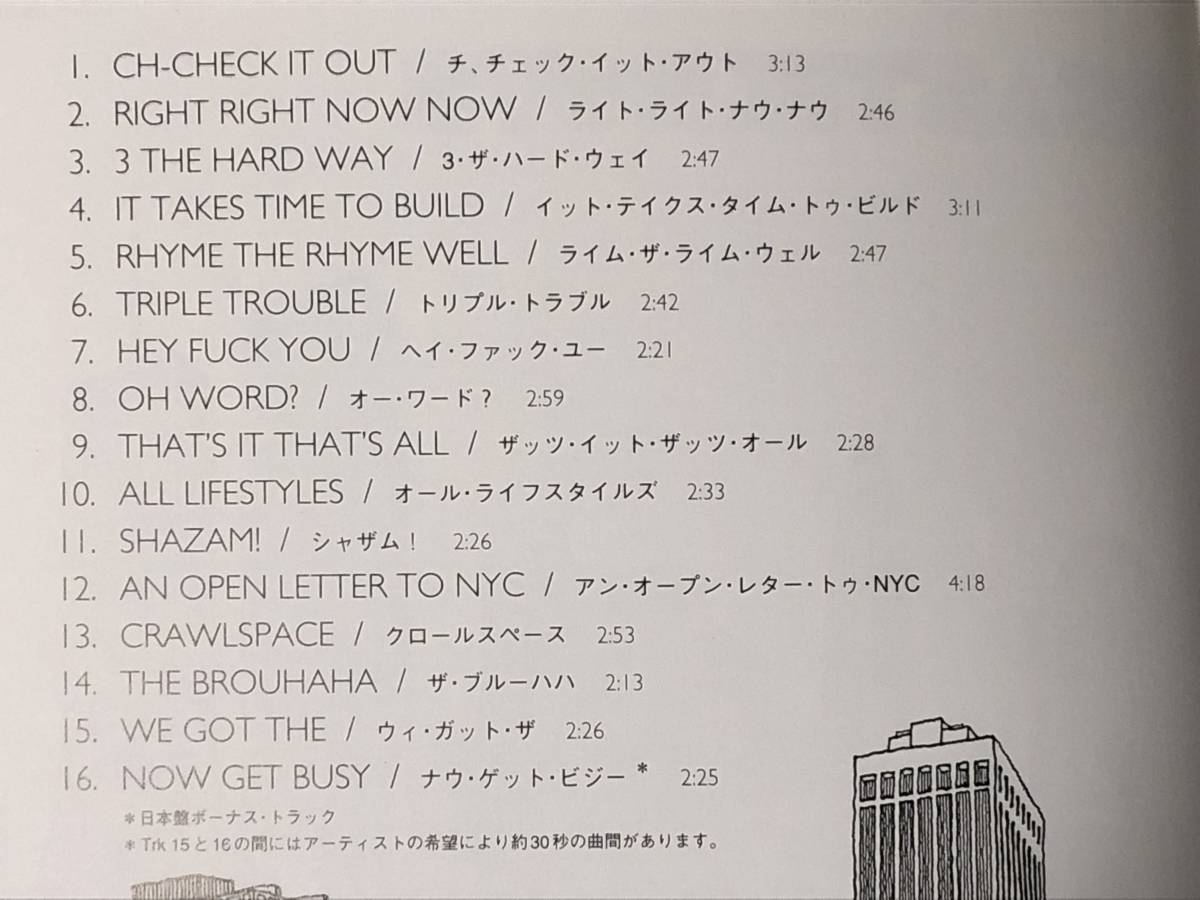 1. CH-CHECK IT OUT / チ、チェック・イット・アウト 3:13
2. RIGHT RIGHT NOW NOW / ライト・ライト・ナウ・ナウ 2:46
3. 3 THE HARD WAY / 3・ザ・ハード・ウェイ 2:47
4. IT TAKES TIME TO BUILD / イット・テイクス・タイム・トゥ・ビルド 3:11
5. RHYME THE RHYME WELL / ライム・ザ・ライム・ウェル 2:47
6. TRIPLE TROUBLE / トリプル・トラブル 2:42
7. HEY FUCK YOU / ヘイ・ファック・ユー 2:21
8. OH WORD? / オー・ワード? 2:59
9. THAT'S IT THAT'S ALL / ザッツ・イット・ザッツ・オール 2:28
10. ALL LIFESTYLES / オール・ライフスタイルズ 2:33
11. SHAZAM! / シャザム! 2:26
12. AN OPEN LETTER TO NYC / アン・オープン・レター・トゥ・NYC 4:18
13. CRAWLSPACE / クロールスペース 2:53
14. THE BROUHAHA / ザ・ブルーハハ 2:13
15. WE GOT THE / ウィ・ガット・ザ 2:26
16. NOW GET BUSY / ナウ・ゲット・ビジー * 2:25
*日本盤ボーナス・トラック
*Trk 15と16の間にはアーティストの希望により約30秒の曲間があります。